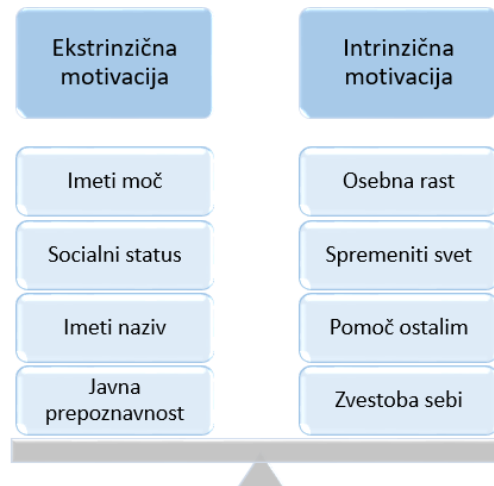 Ekstrinzična
motivacija
Intrinzična
motivacija
Imeti moč
Osebna rast
Socialni status
Spremeniti svet
Imeti naziv
Pomoč ostalim
Javna
prepoznavnost
Zvestoba sebi